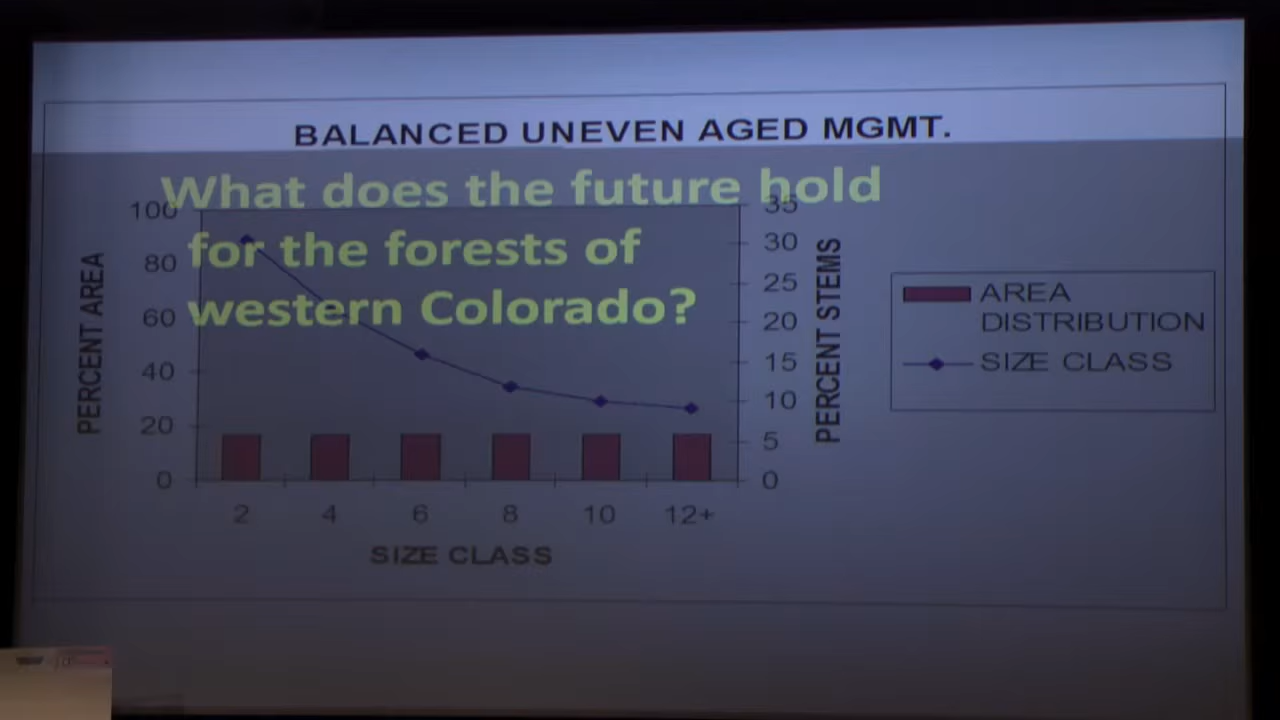 BALANCED UNEVEN AGED MGMT.
What does the future hold
for the forests of
western Colorado?
PERCENT AREA
100
80
60
40
20
0
35
30
25
20
15
10
5
0
PERCENT STEMS
2 4 6 8 10 12+
SIZE CLASS
AREA
DISTRIBUTION
SIZE CLASS